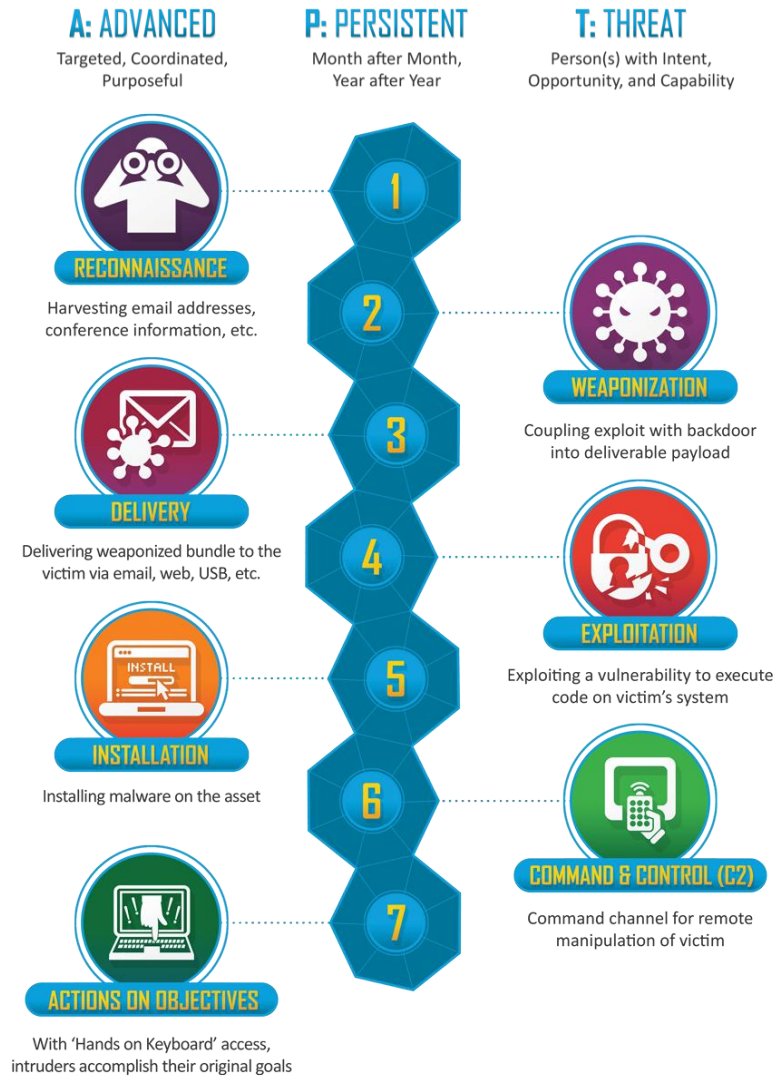 A: ADVANCED
Targeted, Coordinated,
Purposeful
P: PERSISTENT
Month after Month,
Year after Year
T: THREAT
Person(s) with Intent,
Opportunity, and Capability
1
RECONNAISSANCE
Harvesting email addresses,
conference information, etc.
2
WEAPONIZATION
Coupling exploit with backdoor
into deliverable payload
3
DELIVERY
Delivering weaponized bundle to the
victim via email, web, USB, etc.
4
EXPLOITATION
Exploiting a vulnerability to execute
code on victim's system
5
INSTALL
INSTALLATION
Installing malware on the asset
6
COMMAND & CONTROL (C2)
Command channel for remote
manipulation of victim
7
! ! ! !
ACTIONS ON OBJECTIVES
With 'Hands on Keyboard' access,
intruders accomplish their original goals